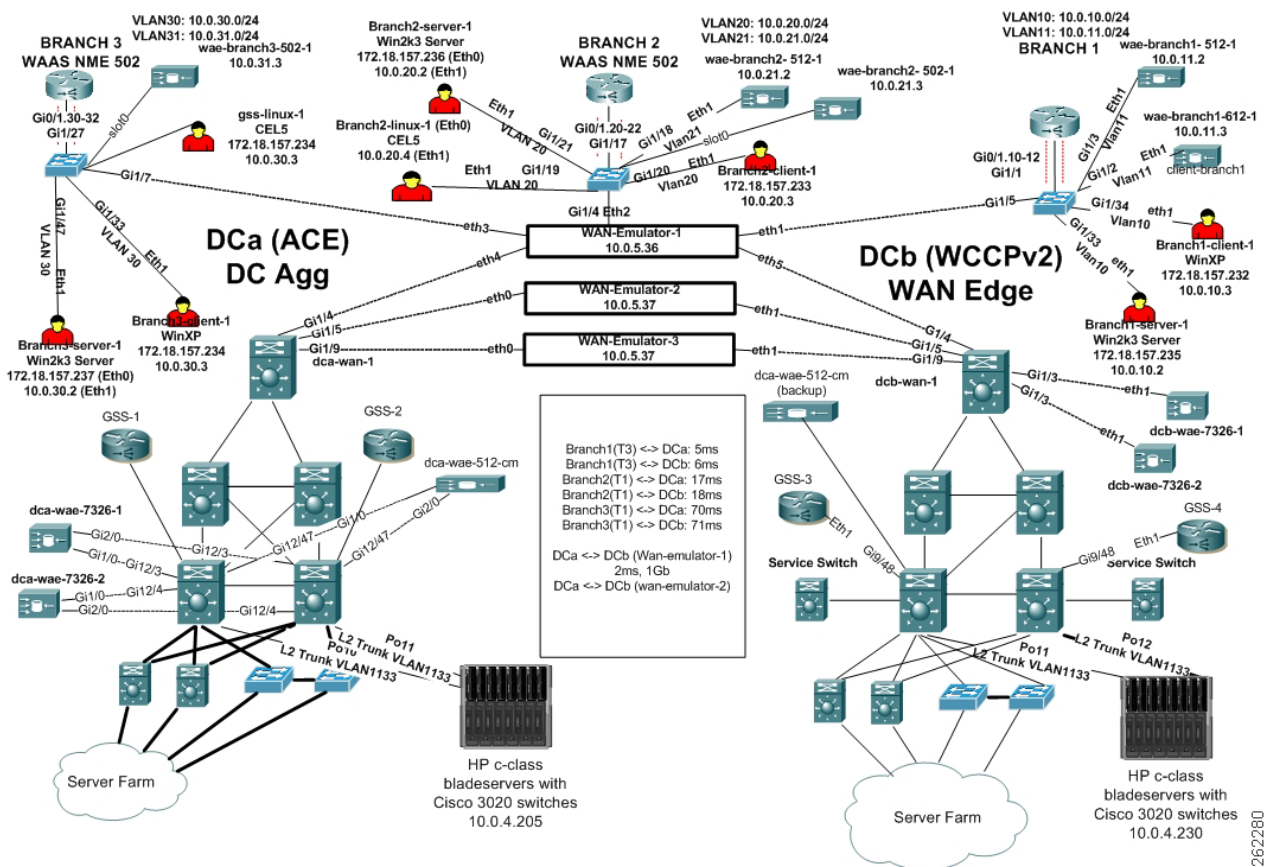 BRANCH 3
WAAS NME 502
VLAN30: 10.0.30.0/24
VLAN31: 10.0.31.0/24
wae-branch3-502-1
10.0.31.3
Gi0/1.30-32
Gi1/27
slot0
gss-linux-1
CEL5
172.18.157.234
10.0.30.3
Gi1/7
Gi1/47
VLAN 30
Eth1
Gi1/33
VLAN 30
Eth1
Branch3-server-1
Win2k3 Server
172.18.157.237 (Eth0)
10.0.30.2 (Eth1)
Branch3-client-1
WinXP
172.18.157.234
10.0.30.3
Branch2-server-1
Win2k3 Server
172.18.157.236 (Eth0)
10.0.20.2 (Eth1)
Branch2-linux-1 (Eth0)
CEL5
10.0.20.4 (Eth1)
Eth1
VLAN 20
Gi1/21
Eth1
VLAN 20
Gi1/19
BRANCH 2
WAAS NME 502
VLAN20: 10.0.20.0/24
VLAN21: 10.0.21.0/24
wae-branch2- 512-1
10.0.21.2
wae-branch2- 502-1
10.0.21.3
Gi0/1.20-22
Gi1/17
Gi1/18
Eth1
Vlan21
slot0
Gi1/20
Eth1
Vlan20
Branch2-client-1
172.18.157.233
10.0.20.3
Gi1/4 Eth2
VLAN10: 10.0.10.0/24
VLAN11: 10.0.11.0/24
BRANCH 1
wae-branch1- 512-1
10.0.11.2
wae-branch1-612-1
10.0.11.3
client-branch1
Gi0/1.10-12
Gi1/1
Gi1/3
Vlan11
Eth1
Gi1/2
Vlan11
Eth1
Gi1/5
Gi1/34
Vlan10
eth1
Gi1/33
Vlan10
eth1
Branch1-client-1
WinXP
172.18.157.232
10.0.10.3
Branch1-server-1
Win2k3 Server
172.18.157.235
10.0.10.2
DCa (ACE)
DC Agg
DCb (WCCPv2)
WAN Edge
eth3
WAN-Emulator-1
10.0.5.36
eth1
eth4
eth5
eth0
WAN-Emulator-2
10.0.5.37
eth1
eth0
WAN-Emulator-3
10.0.5.37
eth1
Gi1/4
Gi1/5
Gi1/9
dca-wan-1
G1/4
Gi1/5
Gi1/9
dcb-wan-1
Gi1/3
eth1
Gi1/3
eth1
dcb-wae-7326-1
dcb-wae-7326-2
dca-wae-512-cm
(backup)
GSS-1
GSS-2
dca-wae-512-cm
dca-wae-7326-1
Gi2/0
Gi12/3
Gi1/0
Gi12/3
dca-wae-7326-2
Gi1/0
Gi12/4
Gi2/0
Gi12/4
Gi12/47
Gi1/0
Gi12/47
Gi2/0
Branch1(T3) <-> DCa: 5ms
Branch1(T3) <-> DCb: 6ms
Branch2(T1) <-> DCa: 17ms
Branch2(T1) <-> DCb: 18ms
Branch3(T1) <-> DCa: 70ms
Branch3(T1) <-> DCb: 71ms
DCa <-> DCb (Wan-emulator-1)
2ms, 1Gb
DCa <-> DCb (wan-emulator-2)
GSS-3
Eth1
GSS-4
Eth1
Gi9/48
Gi9/48
Service Switch
Service Switch
Po11
L2 Trunk VLAN1133
Po10
L2 Trunk VLAN1133
Po12
L2 Trunk VLAN1133
Po11
L2 Trunk VLAN1133
Server Farm
HP c-class
bladeservers with
Cisco 3020 switches
10.0.4.205
Server Farm
HP c-class
bladeservers with
Cisco 3020 switches
10.0.4.230
262280